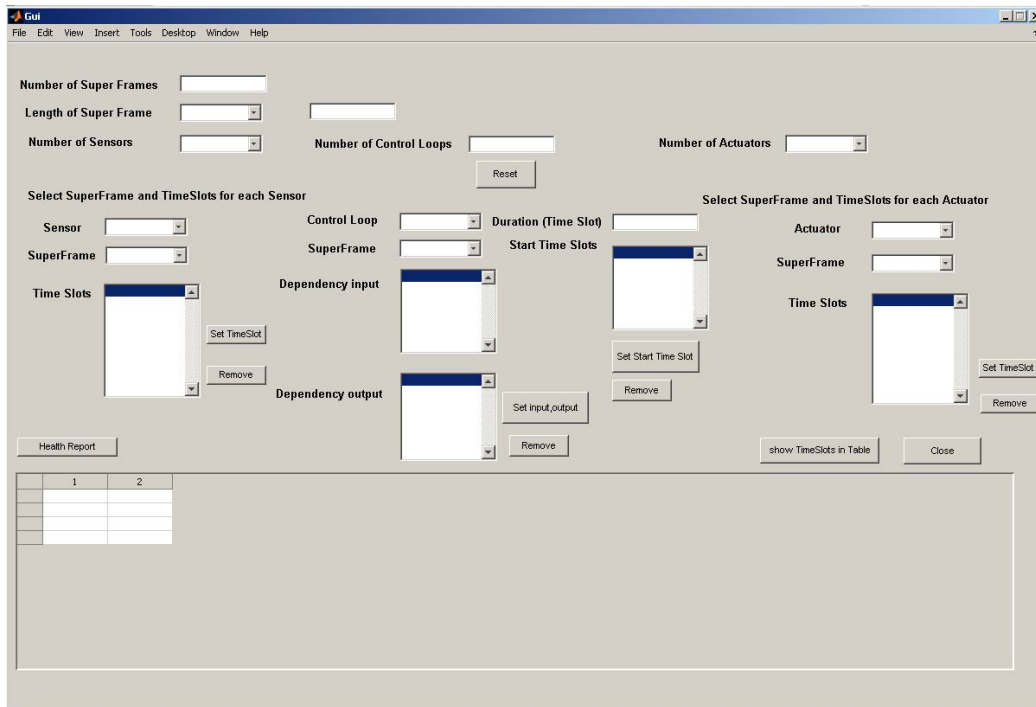 Gui
File Edit View Insert Tools Desktop Window Help
Number of Super Frames
Length of Super Frame
Number of Sensors
Number of Control Loops
Number of Actuators
Reset
Select SuperFrame and TimeSlots for each Sensor
Select SuperFrame and TimeSlots for each Actuator
Sensor
SuperFrame
Time Slots
Set TimeSlot
Remove
Control Loop
SuperFrame
Dependency input
Dependency output
Set input,output
Remove
Duration (Time Slot)
Start Time Slots
Set Start Time Slot
Remove
Actuator
SuperFrame
Time Slots
Set TimeSlot
Remove
Health Report
show TimeSlots in Table
Close
1 2